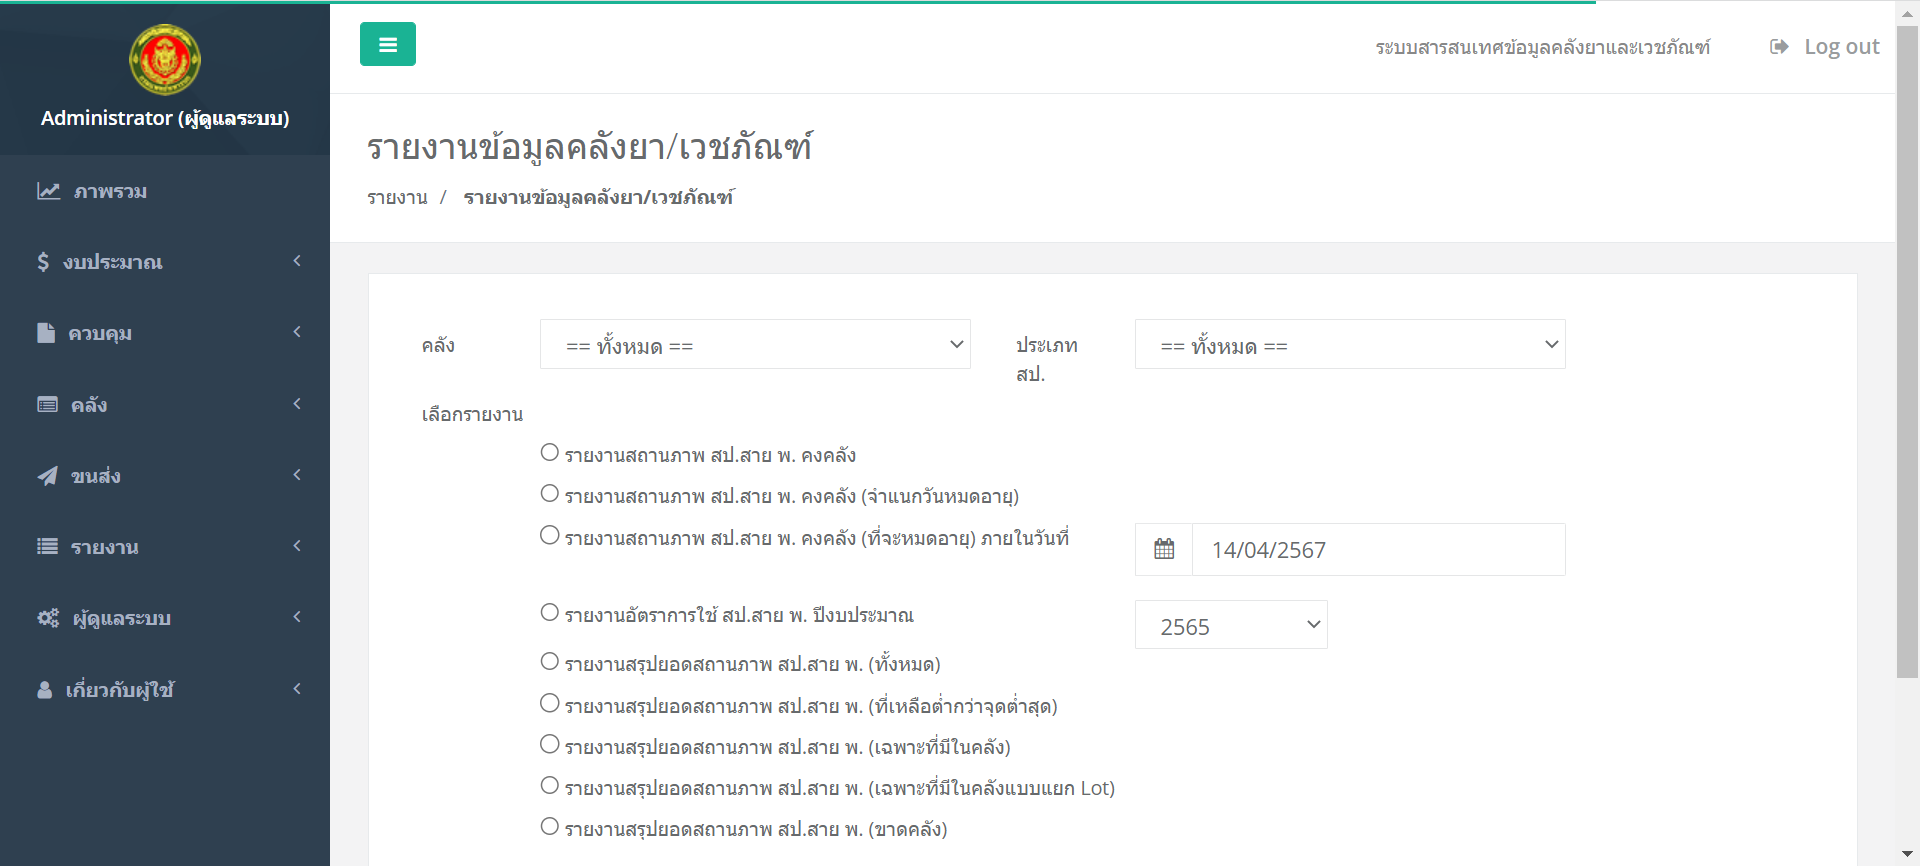 ระบบสารสนเทศข้อมูลคลังยาและเวชภัณฑ์
Log out
Administrator (ผู้ดูแลระบบ)
ภาพรวม
งบประมาณ
ควบคุม
คลัง
ขนส่ง
รายงาน
ผู้ดูแลระบบ
เกี่ยวกับผู้ใช้
รายงานข้อมูลคลังยา/เวชภัณฑ์
รายงาน / รายงานข้อมูลคลังยา/เวชภัณฑ์
คลัง
== ทั้งหมด ==
ประเภท
สป.
== ทั้งหมด ==
เลือกรายงาน
รายงานสถานภาพ สป.สาย พ. คงคลัง
รายงานสถานภาพ สป.สาย พ. คงคลัง (จำแนกวันหมดอายุ)
รายงานสถานภาพ สป.สาย พ. คงคลัง (ที่จะหมดอายุ) ภายในวันที่
14/04/2567
รายงานอัตราการใช้ สป.สาย พ. ปีงบประมาณ
2565
รายงานสรุปยอดสถานภาพ สป.สาย พ. (ทั้งหมด)
รายงานสรุปยอดสถานภาพ สป.สาย พ. (ที่เหลือต่ำกว่าจุดต่ำสุด)
รายงานสรุปยอดสถานภาพ สป.สาย พ. (เฉพาะที่มีในคลัง)
รายงานสรุปยอดสถานภาพ สป.สาย พ. (เฉพาะที่มีในคลังแบบแยก Lot)
รายงานสรุปยอดสถานภาพ สป.สาย พ. (ขาดคลัง)